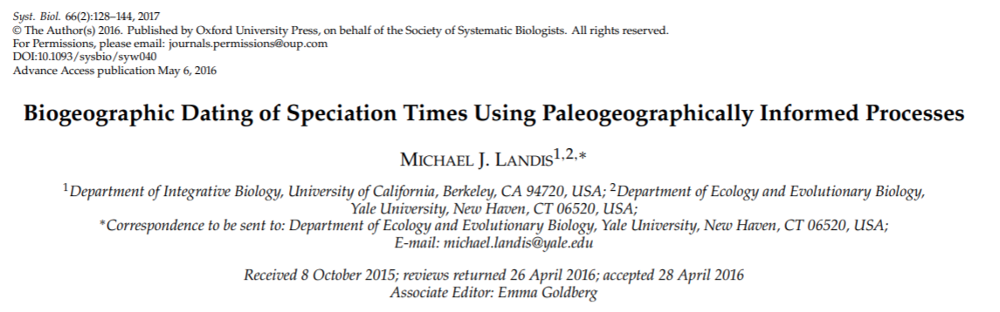 Syst. Biol. 66(2):128–144, 2017
© The Author(s) 2016. Published by Oxford University Press, on behalf of the Society of Systematic Biologists. All rights reserved.
For Permissions, please email: journals.permissions@oup.com
DOI:10.1093/sysbio/syw040
Advance Access publication May 6, 2016
Biogeographic Dating of Speciation Times Using Paleogeographically Informed Processes
MICHAEL J. LANDIS1,2,∗
1Department of Integrative Biology, University of California, Berkeley, CA 94720, USA; 2Department of Ecology and Evolutionary Biology,
Yale University, New Haven, CT 06520, USA;
∗Correspondence to be sent to: Department of Ecology and Evolutionary Biology, Yale University, New Haven, CT 06520, USA;
E-mail: michael.landis@yale.edu
Received 8 October 2015; reviews returned 26 April 2016; accepted 28 April 2016
Associate Editor: Emma Goldberg